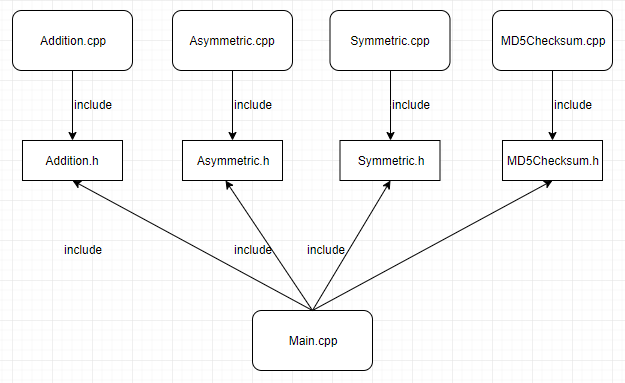 Addition.cpp
Asymmetric.cpp
Symmetric.cpp
MD5Checksum.cpp
include
include
include
include
Addition.h
Asymmetric.h
Symmetric.h
MD5Checksum.h
include
include
include
Main.cpp